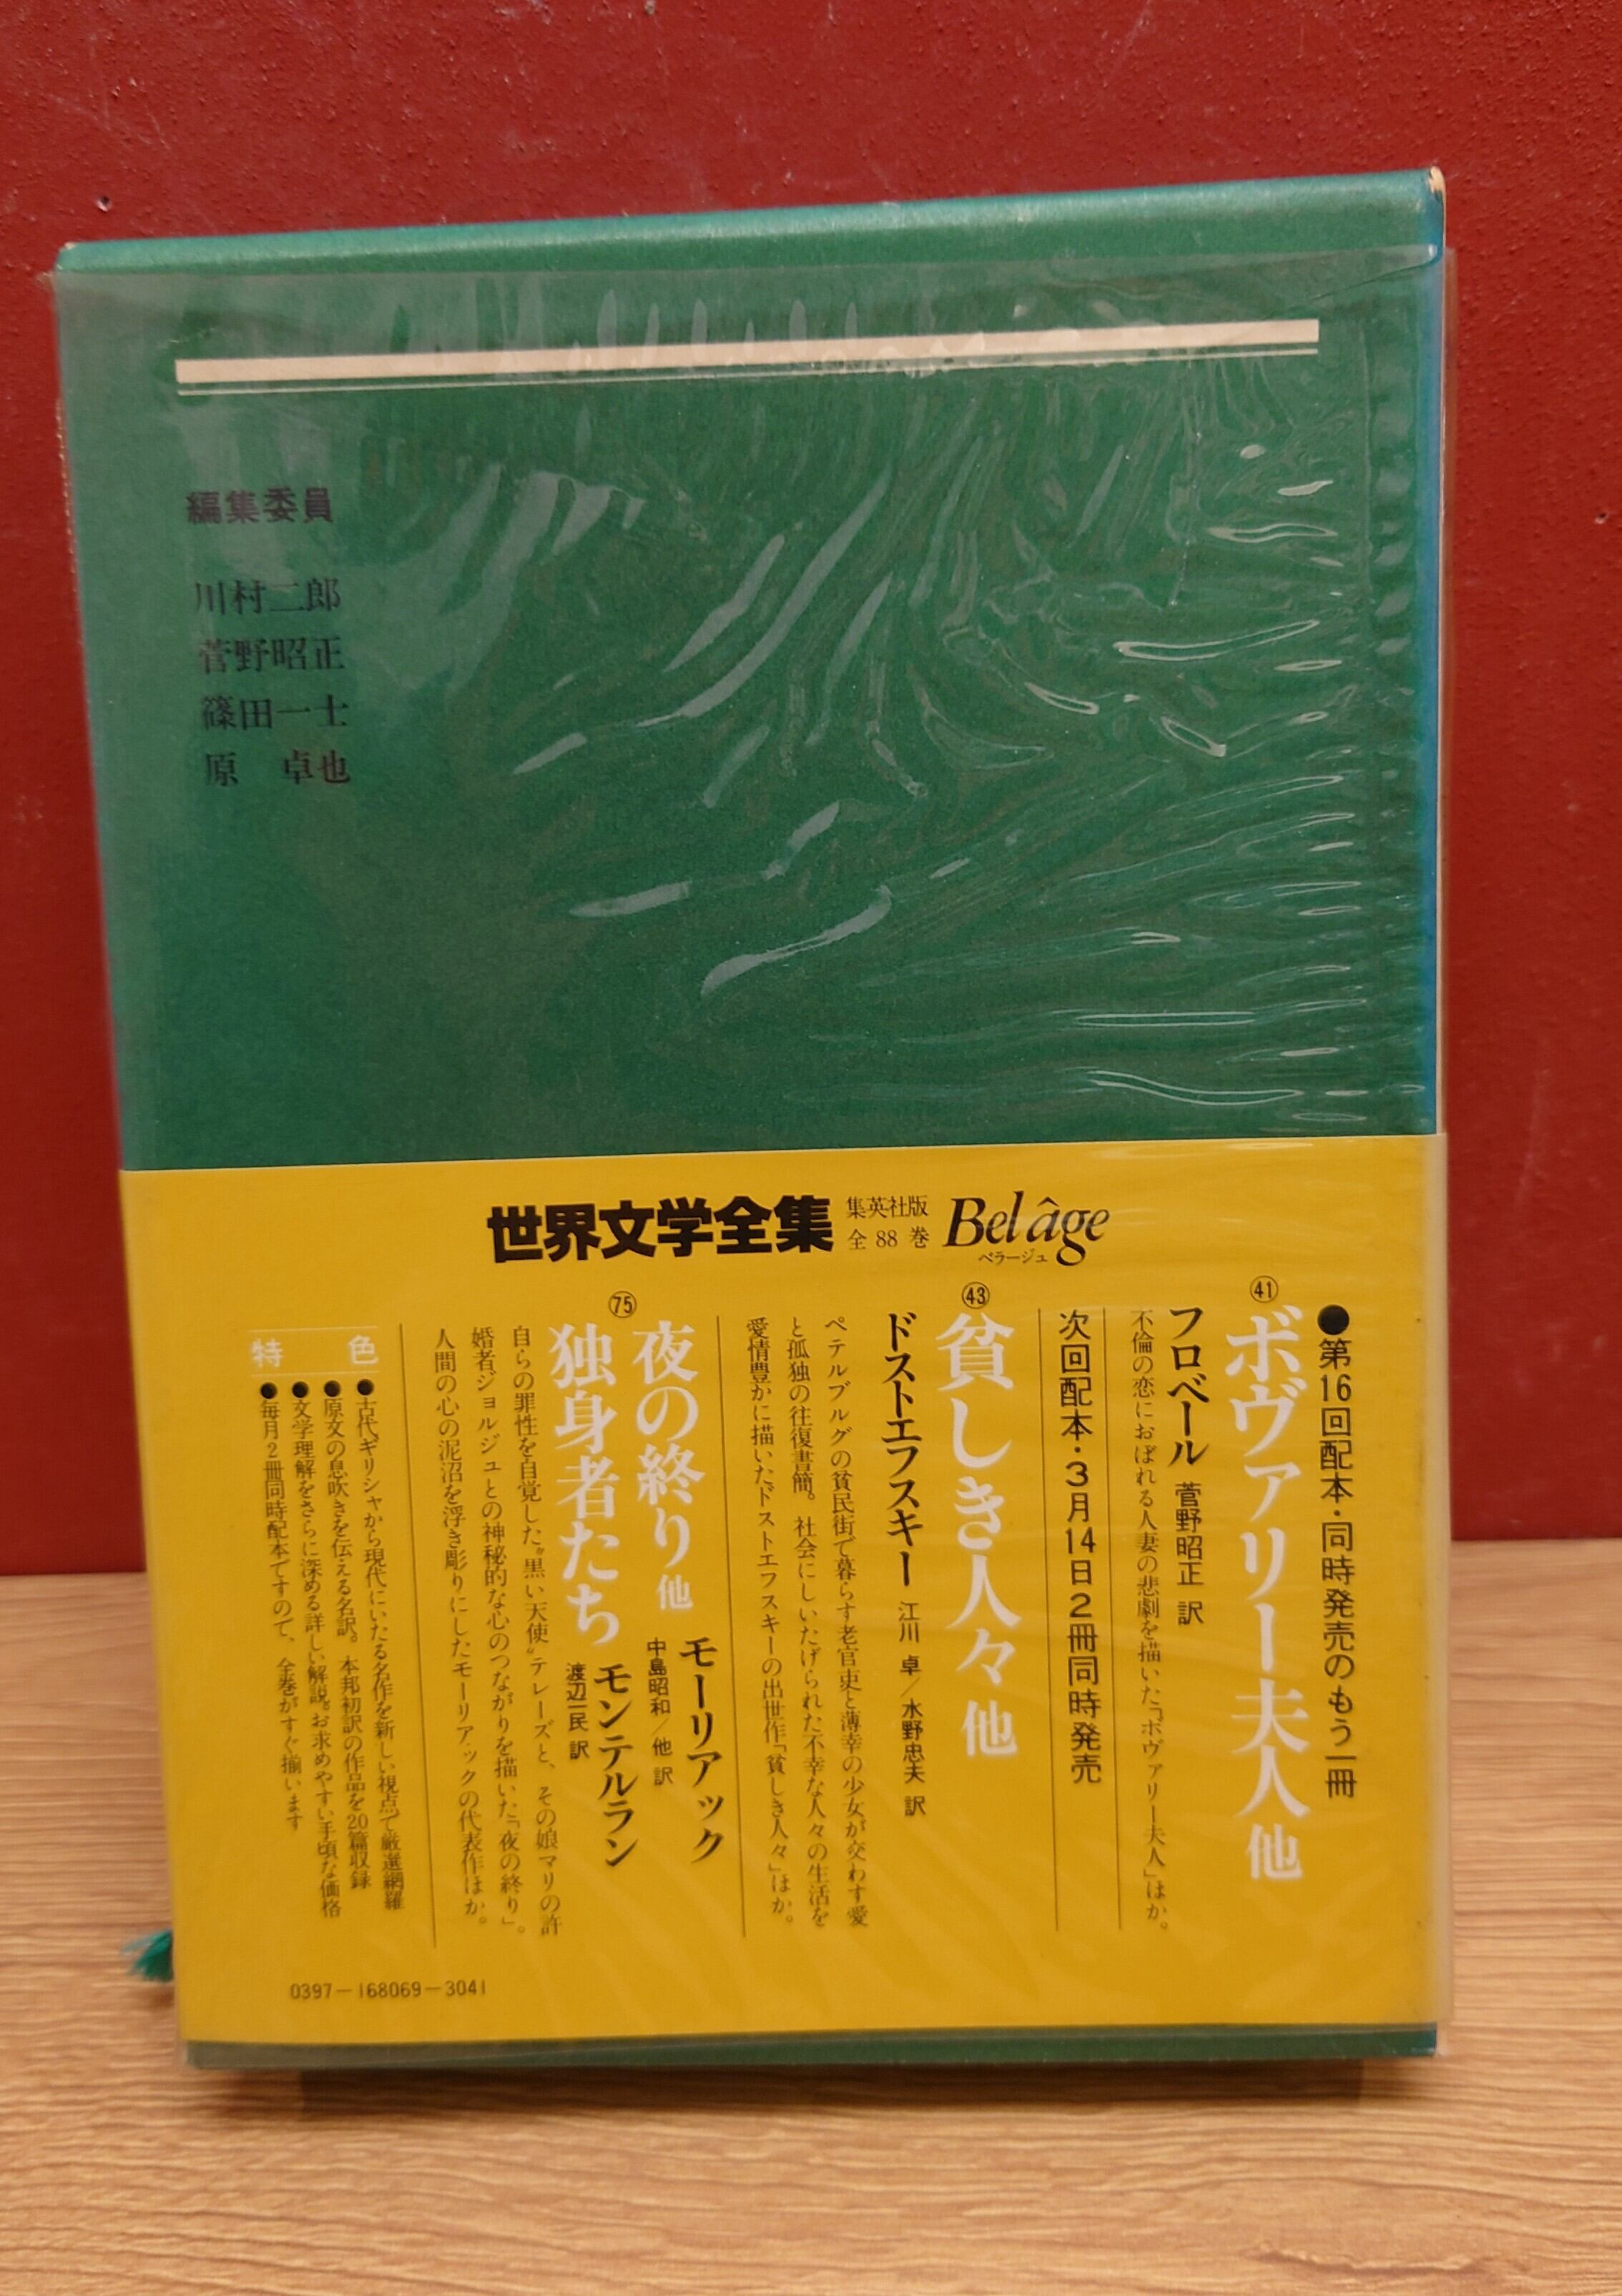 編集委員
川村二郎
菅野昭正
篠田一士
原　卓也
世界文学全集
集英社版
全88巻
Bel âge
ベラージュ
●第16回配本・同時発売のもう一冊
㊶
ボヴァリー夫人他
フロベール 菅野昭正 訳
不倫の恋におぼれる人妻の悲劇を描いた「ボヴァリー夫人」ほか。
次回配本・3月14日2冊同時発売
㊸
貧しき人々 他
ドストエフスキー 江川 卓／水野忠夫 訳
ペテルブルグの貧民街で暮らす老官吏と薄幸の少女が交わす愛
と孤独の往復書簡。社会にしいたげられた不幸な人々の生活を
愛情豊かに描いたドストエフスキーの出世作「貧しき人々」ほか。
75
夜の終り 他
モーリアック
中島昭和／他 訳
独身者たち モンテルラン
渡辺一民 訳
自らの罪性を自覚した〝黒い天使〟テレーズと、その娘マリの許
婚者ジョルジュとの神秘的な心のつながりを描いた「夜の終り」。
人間の心の泥沼を浮き彫りにしたモーリアックの代表作ほか。
特色
●古代ギリシャから現代にいたる名作を新しい視点で厳選網羅
●原文の息吹きを伝える名訳。本邦初訳の作品を20篇収録
●文学理解をさらに深める詳しい解説。お求めやすい手頃な価格
●毎月2冊同時配本ですので、全巻がすぐ揃います
0397－168069－3041